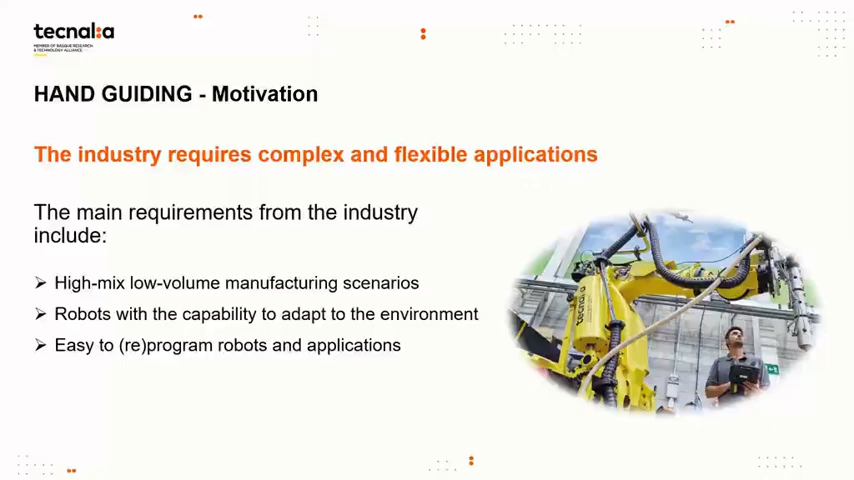 tecnalia
MEMBER OF BASQUE RESEARCH
& TECHNOLOGY ALLIANCE
HAND GUIDING - Motivation
The industry requires complex and flexible applications
The main requirements from the industry
include:
➢ High-mix low-volume manufacturing scenarios
➢ Robots with the capability to adapt to the environment
➢ Easy to (re)program robots and applications
tecnalia